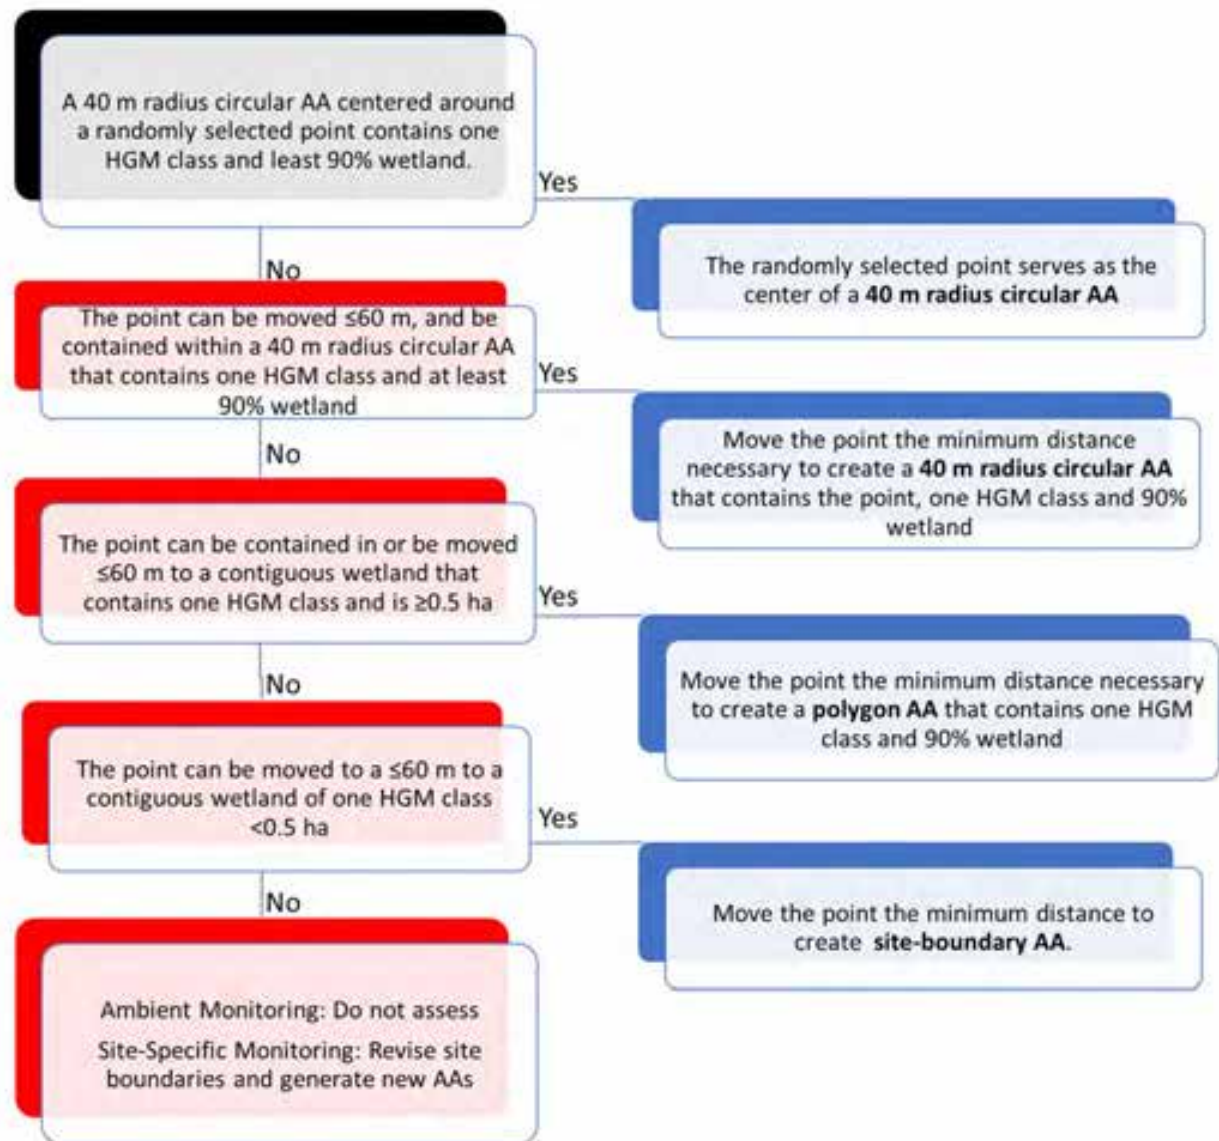 A 40 m radius circular AA centered around
a randomly selected point contains one
HGM class and least 90% wetland.
Yes
The randomly selected point serves as the
center of a 40 m radius circular AA
No
The point can be moved ≤60 m, and be
contained within a 40 m radius circular AA
that contains one HGM class and at least
90% wetland
Yes
Move the point the minimum distance
necessary to create a 40 m radius circular AA
that contains the point, one HGM class and 90%
wetland
No
The point can be contained in or be moved
≤60 m to a contiguous wetland that
contains one HGM class and is ≥0.5 ha
Yes
Move the point the minimum distance necessary
to create a polygon AA that contains one HGM
class and 90% wetland
No
The point can be moved to a ≤60 m to a
contiguous wetland of one HGM class
<0.5 ha
Yes
Move the point the minimum distance to
create site-boundary AA.
No
Ambient Monitoring: Do not assess
Site-Specific Monitoring: Revise site
boundaries and generate new AAs